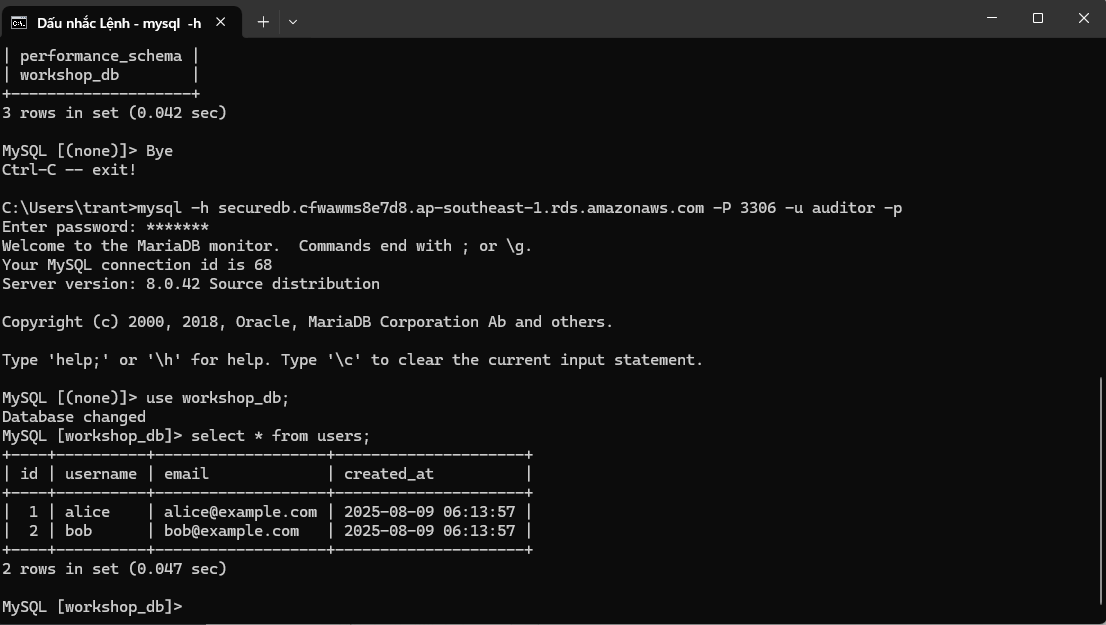 Dấu nhắc Lệnh - mysql -h
| performance_schema |
| workshop_db        |
+--------------------+
3 rows in set (0.042 sec)

MySQL [(none)]> Bye
Ctrl-C -- exit!

C:\Users\trant>mysql -h securedb.cfwawms8e7d8.ap-southeast-1.rds.amazonaws.com -P 3306 -u auditor -p
Enter password: *******
Welcome to the MariaDB monitor.  Commands end with ; or \g.
Your MySQL connection id is 68
Server version: 8.0.42 Source distribution

Copyright (c) 2000, 2018, Oracle, MariaDB Corporation Ab and others.

Type 'help;' or '\h' for help. Type '\c' to clear the current input statement.

MySQL [(none)]> use workshop_db;
Database changed
MySQL [workshop_db]> select * from users;
+----+----------+-------------------+---------------------+
| id | username | email             | created_at          |
+----+----------+-------------------+---------------------+
|  1 | alice    | alice@example.com | 2025-08-09 06:13:57 |
|  2 | bob      | bob@example.com   | 2025-08-09 06:13:57 |
+----+----------+-------------------+---------------------+
2 rows in set (0.047 sec)

MySQL [workshop_db]>